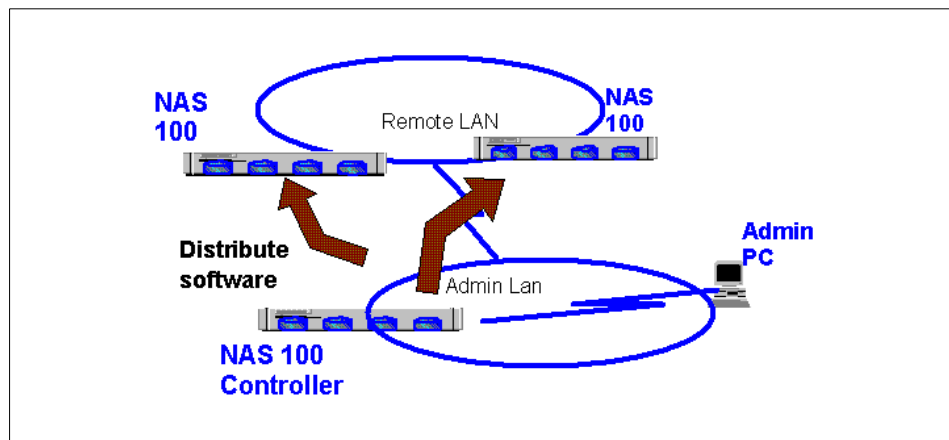 NAS
100
Remote LAN
NAS
100
Distribute
software
Admin
PC
Admin Lan
NAS 100
Controller